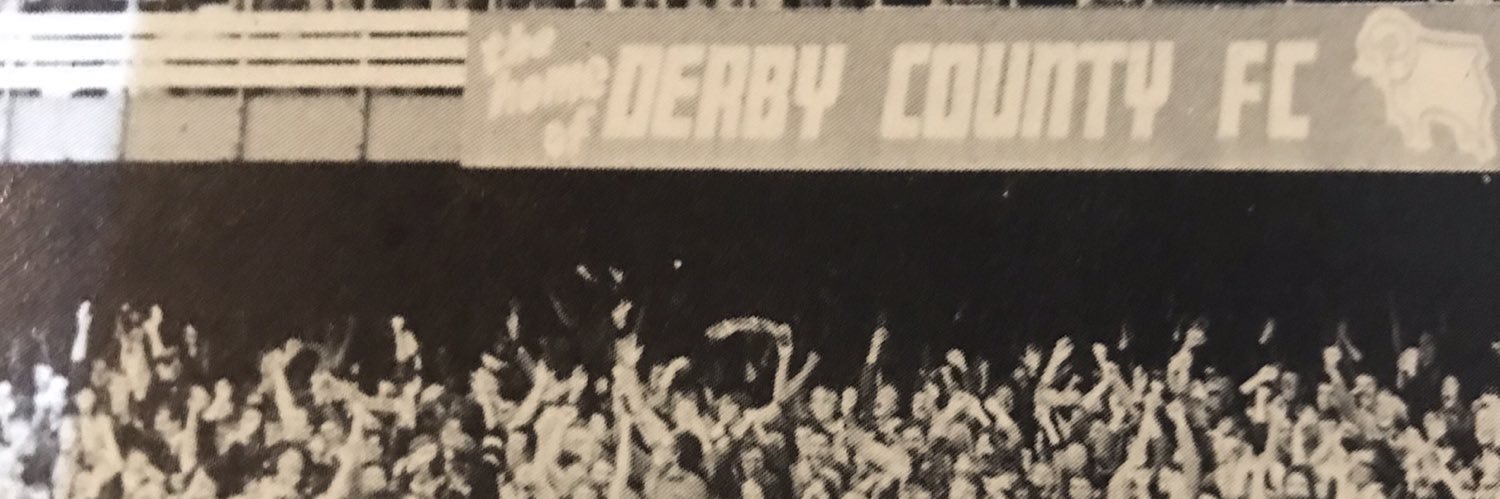 the
home
of
DERBY COUNTY FC